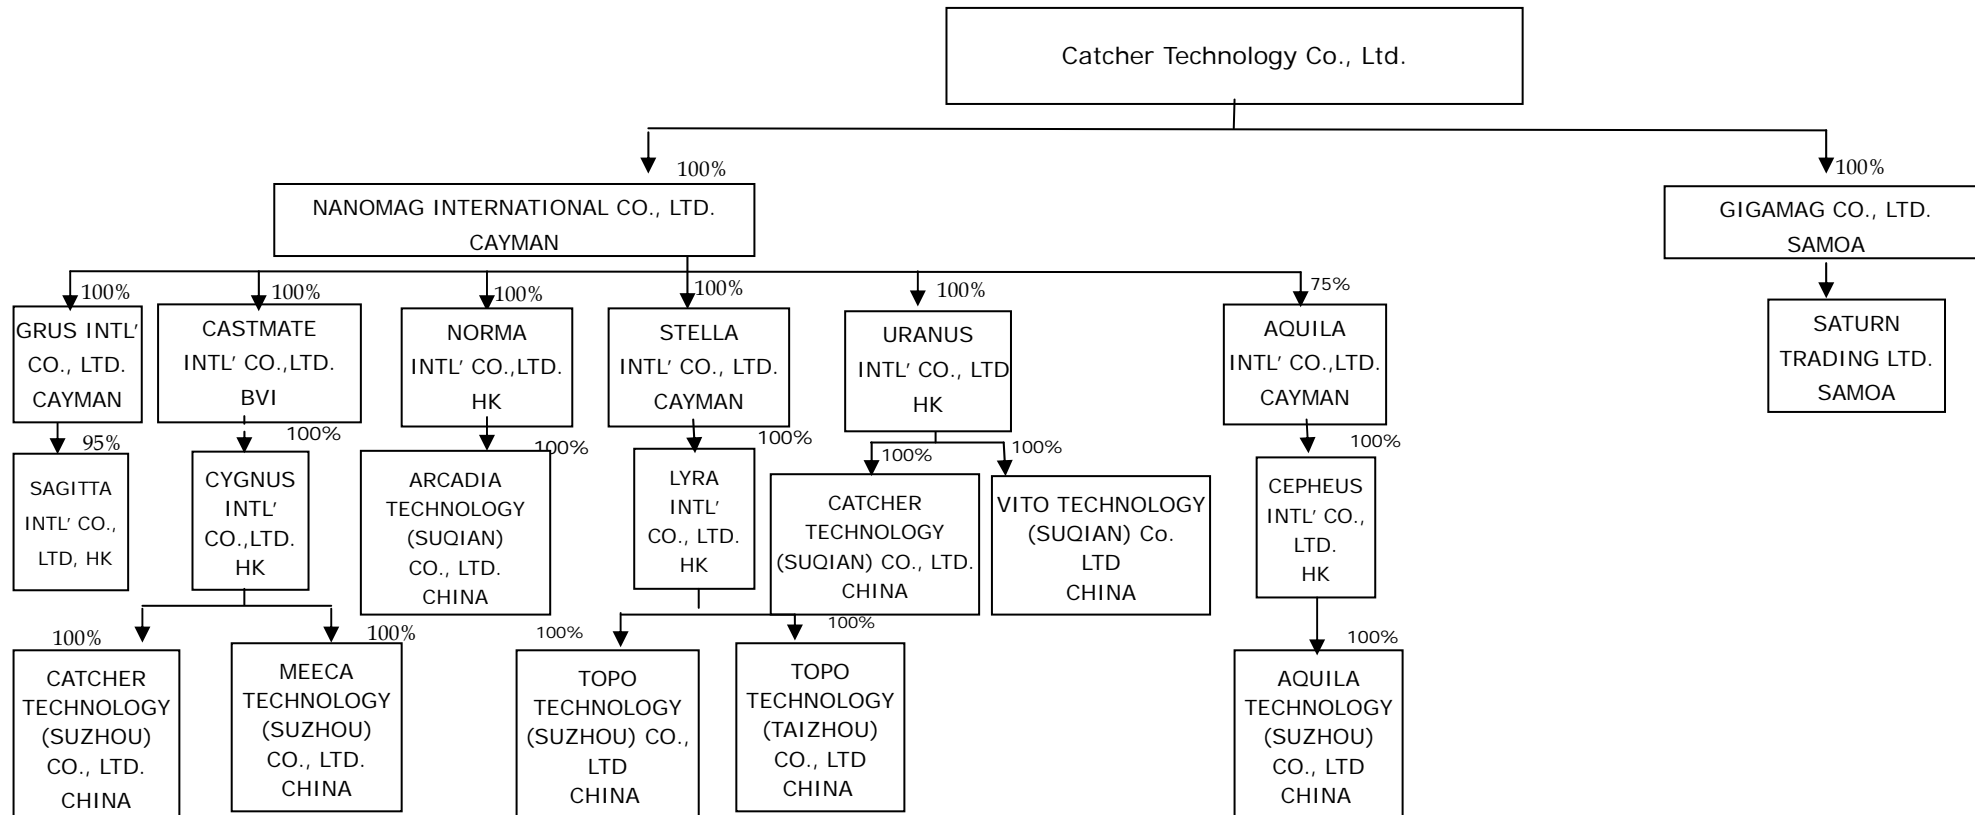 Catcher Technology Co., Ltd.
100%
100%
NANOMAG INTERNATIONAL CO., LTD.
CAYMAN
GIGAMAG CO., LTD.
SAMOA
100%
100%
100%
100%
100%
75%
GRUS INTL'
CO., LTD.
CAYMAN
CASTMATE
INTL' CO.,LTD.
BVI
NORMA
INTL' CO.,LTD.
HK
STELLA
INTL' CO., LTD.
CAYMAN
URANUS
INTL' CO., LTD
HK
AQUILA
INTL' CO.,LTD.
CAYMAN
SATURN
TRADING LTD.
SAMOA
95%
100%
100%
100%
100%
100%
100%
SAGITTA
INTL' CO.,
LTD, HK
CYGNUS
INTL'
CO.,LTD.
HK
ARCADIA
TECHNOLOGY
(SUQIAN)
CO., LTD.
CHINA
LYRA
INTL'
CO., LTD.
HK
CATCHER
TECHNOLOGY
(SUQIAN) CO., LTD.
CHINA
VITO TECHNOLOGY
(SUQIAN) Co.
LTD
CHINA
CEPHEUS
INTL' CO.,
LTD.
HK
100%
100%
100%
100%
100%
CATCHER
TECHNOLOGY
(SUZHOU)
CO., LTD.
CHINA
MEECA
TECHNOLOGY
(SUZHOU)
CO., LTD.
CHINA
TOPO
TECHNOLOGY
(SUZHOU) CO.,
LTD
CHINA
TOPO
TECHNOLOGY
(TAIZHOU)
CO., LTD
CHINA
AQUILA
TECHNOLOGY
(SUZHOU)
CO., LTD
CHINA